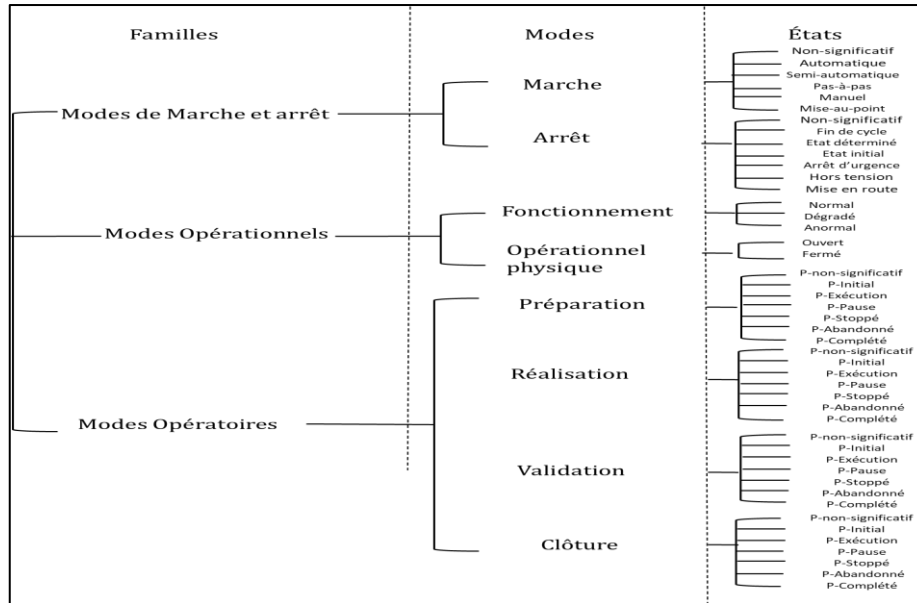 Familles
Modes
États
Modes de Marche et arrêt
Marche
Non-significatif
Automatique
Semi-automatique
Pas-à-pas
Manuel
Mise-au-point
Arrêt
Non-significatif
Fin de cycle
Etat déterminé
Etat initial
Arrêt d'urgence
Hors tension
Mise en route
Modes Opérationnels
Fonctionnement
Normal
Dégradé
Anormal
Opérationnel
physique
Ouvert
Fermé
Modes Opératoires
Préparation
P-non-significatif
P-Initial
P-Exécution
P-Pause
P-Stoppé
P-Abandonné
P-Complété
Réalisation
P-non-significatif
P-Initial
P-Exécution
P-Pause
P-Stoppé
P-Abandonné
P-Complété
Validation
P-non-significatif
P-Initial
P-Exécution
P-Pause
P-Stoppé
P-Abandonné
P-Complété
Clôture
P-non-significatif
P-Initial
P-Exécution
P-Pause
P-Stoppé
P-Abandonné
P-Complété